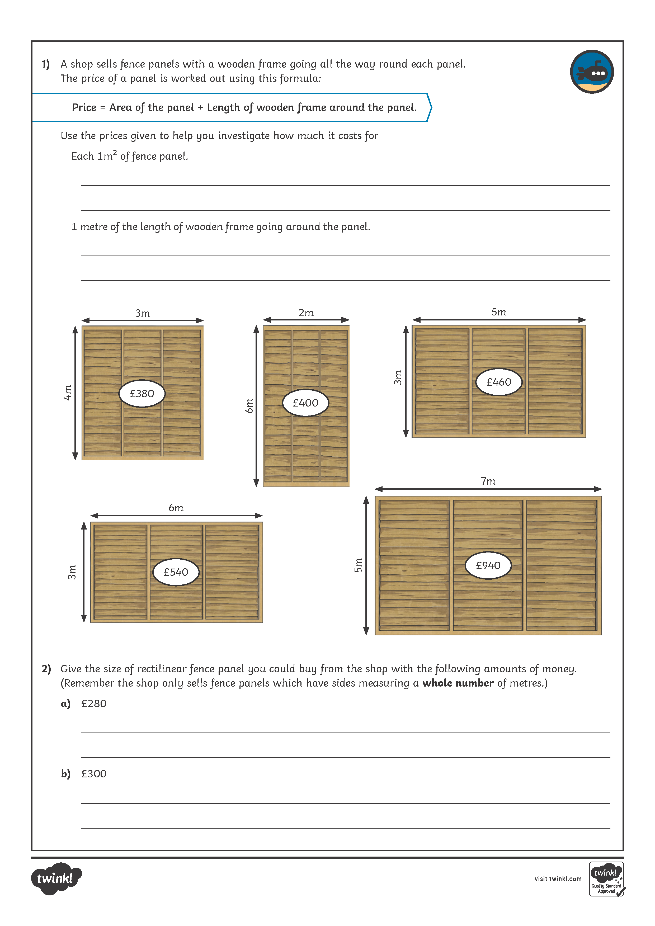 1) A shop sells fence panels with a wooden frame going all the way round each panel.
The price of a panel is worked out using this formula:
Price = Area of the panel + Length of wooden frame around the panel.
Use the prices given to help you investigate how much it costs for
Each 1m² of fence panel.
1 metre of the length of wooden frame going around the panel.
3m
2m
5m
4m
£380
6m
£400
3m
£460
6m
7m
3m
£540
5m
£940
2) Give the size of rectilinear fence panel you could buy from the shop with the following amounts of money.
(Remember the shop only sells fence panels which have sides measuring a whole number of metres.)
a) £280
b) £300
twinkl
visit twinkl.com
twinkl
Quality Standard
Approved